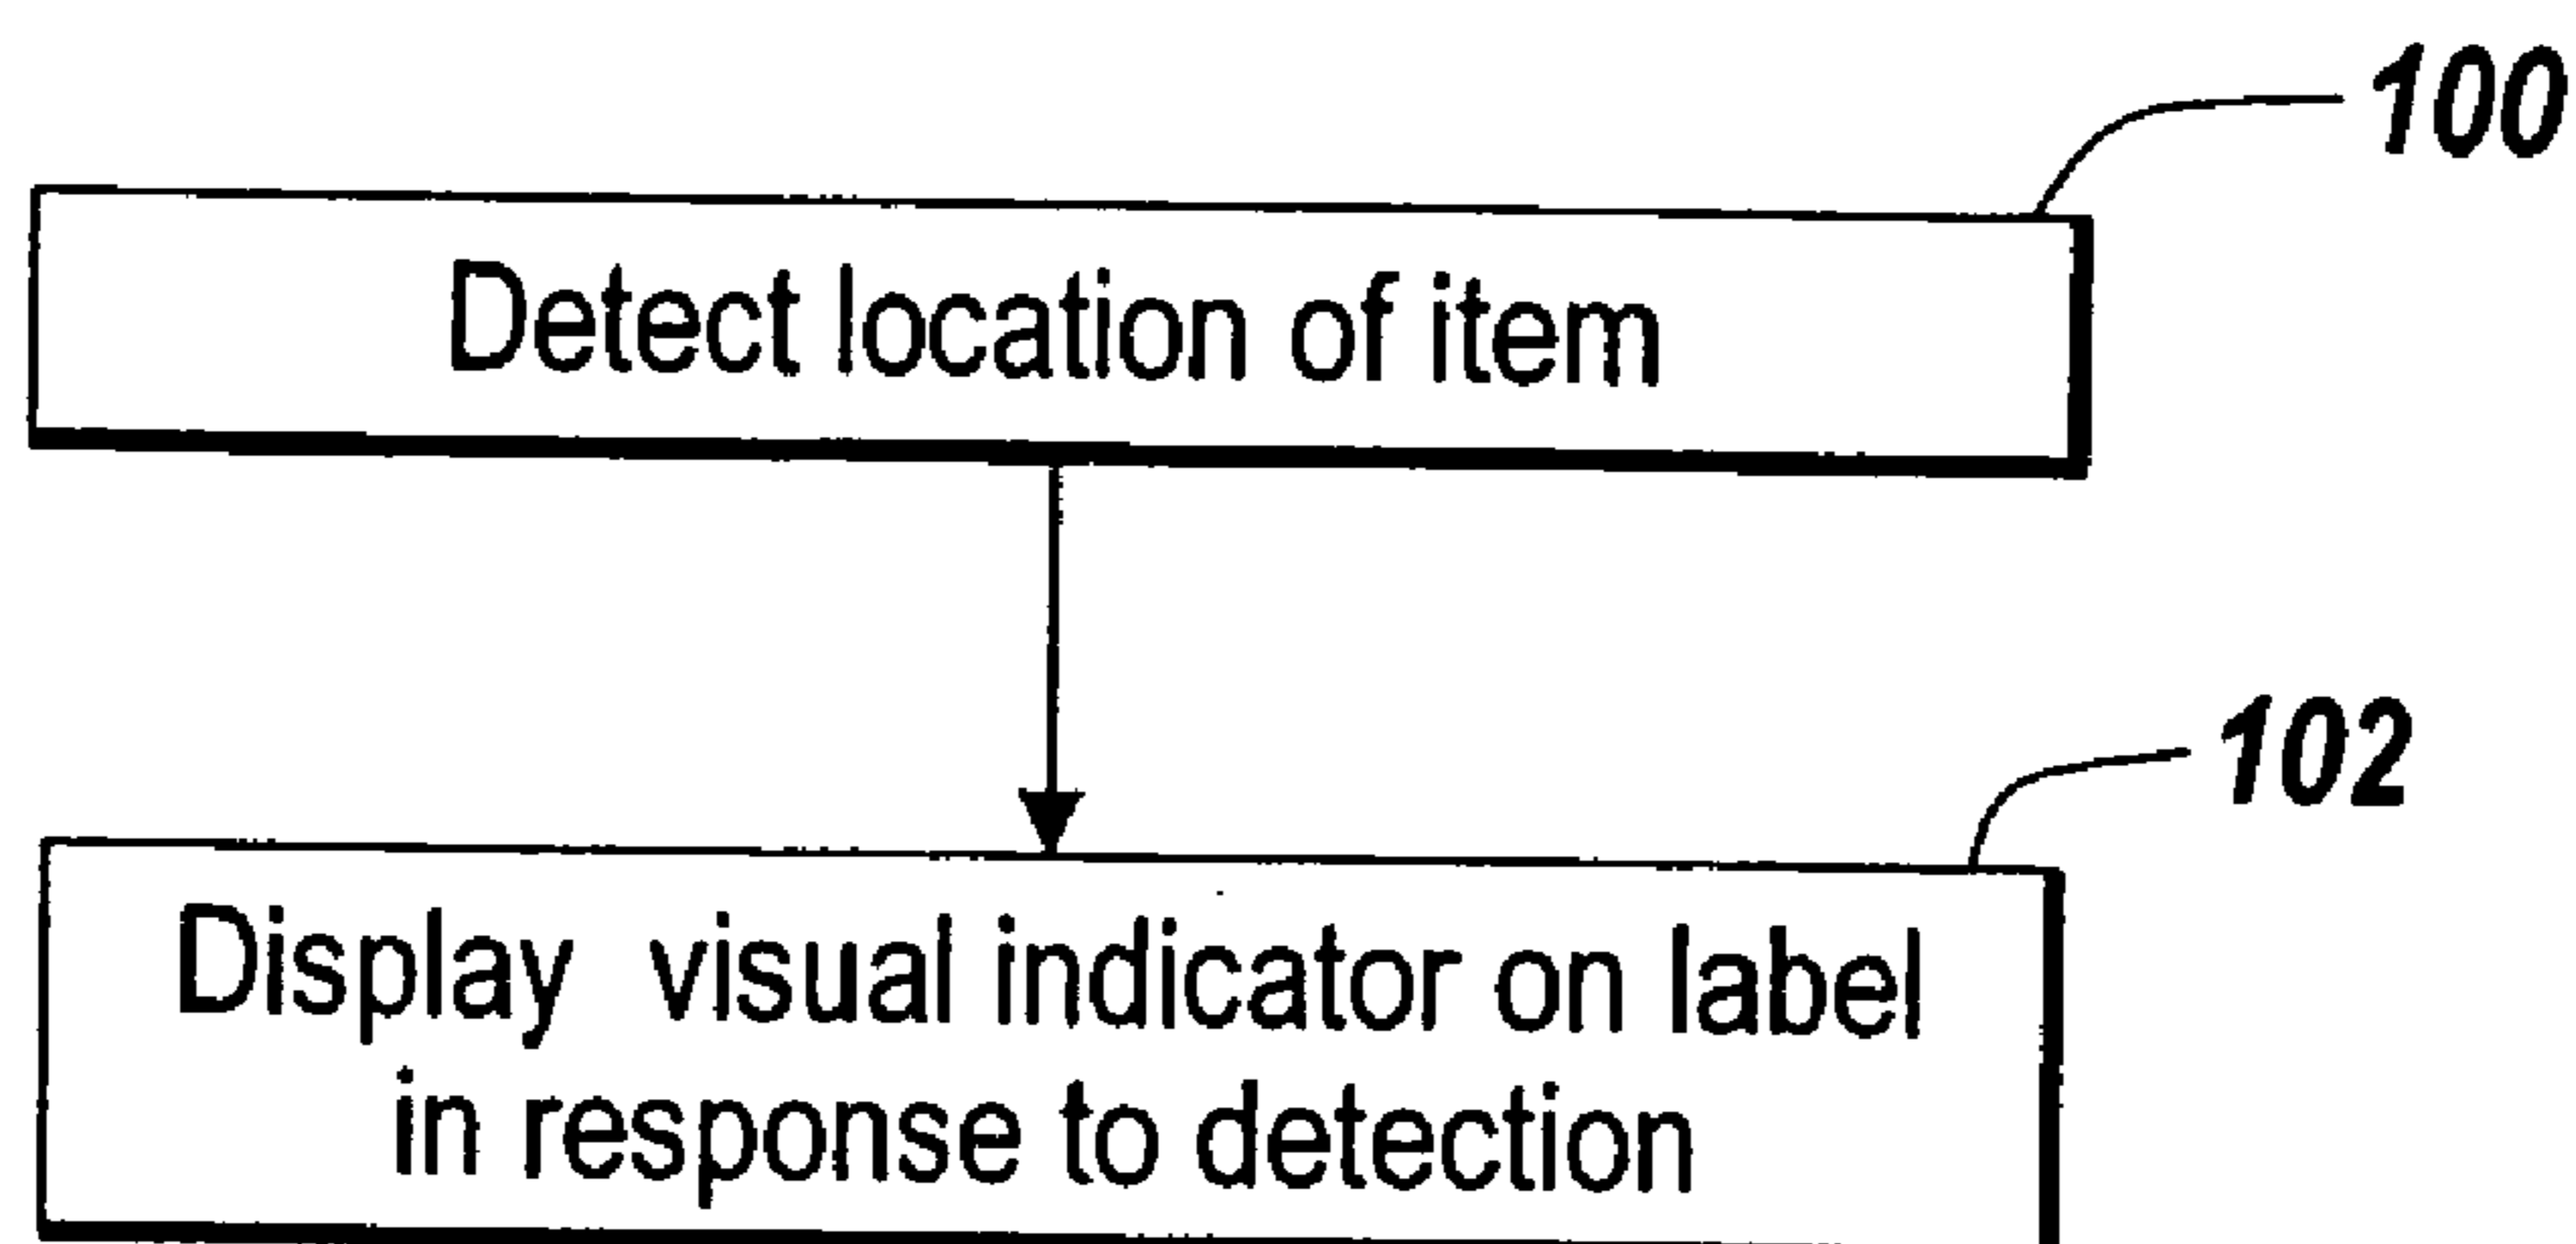 100
Detect location of item
102
Display visual indicator on label
in response to detection